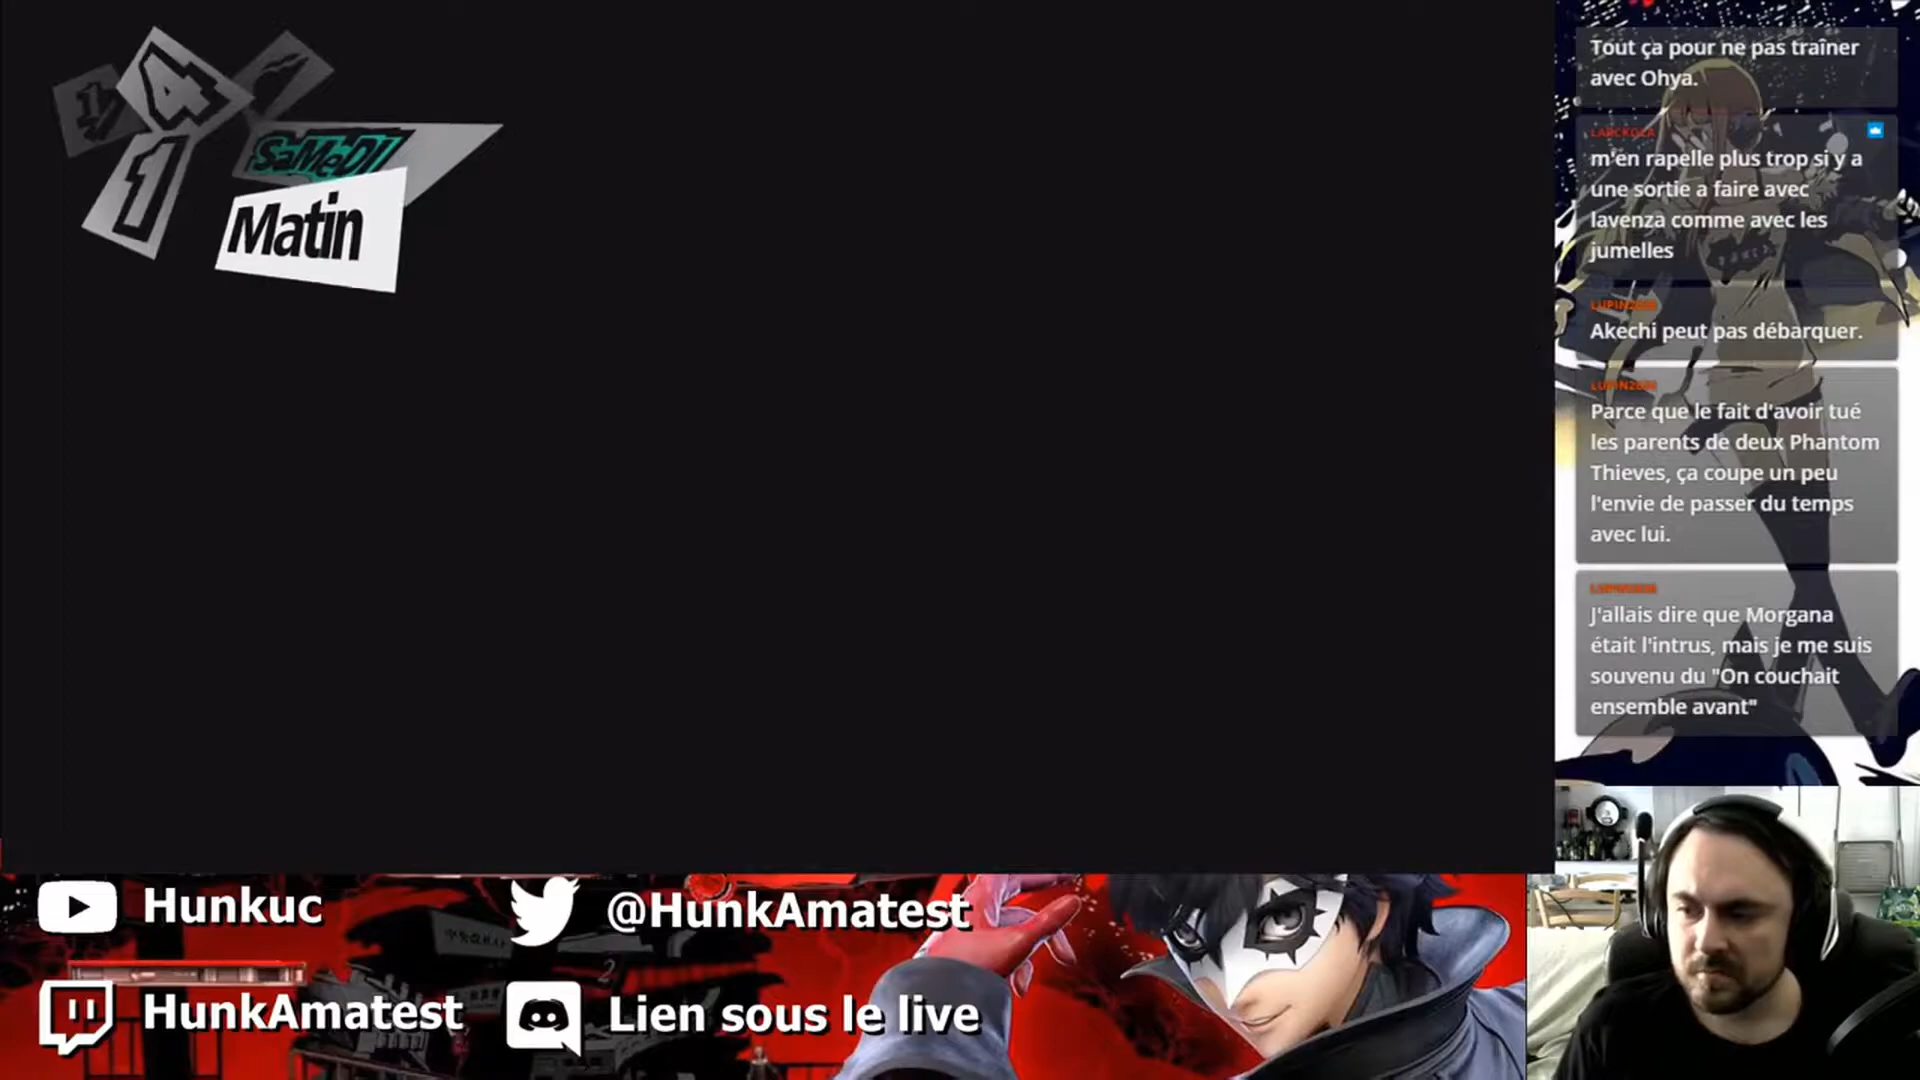 4
1
SaMeDI
Matin
Tout ça pour ne pas traîner
avec Ohya.
m'en rapelle plus trop si y a
une sortie a faire avec
lavenza comme avec les
jumelles
Akechi peut pas débarquer.
Parce que le fait d'avoir tué
les parents de deux Phantom
Thieves, ça coupe un peu
l'envie de passer du temps
avec lui.
J'allais dire que Morgana
était l'intrus, mais je me suis
souvenu du "On couchait
ensemble avant"
Hunkuc
@HunkAmatest
HunkAmatest
Lien sous le live